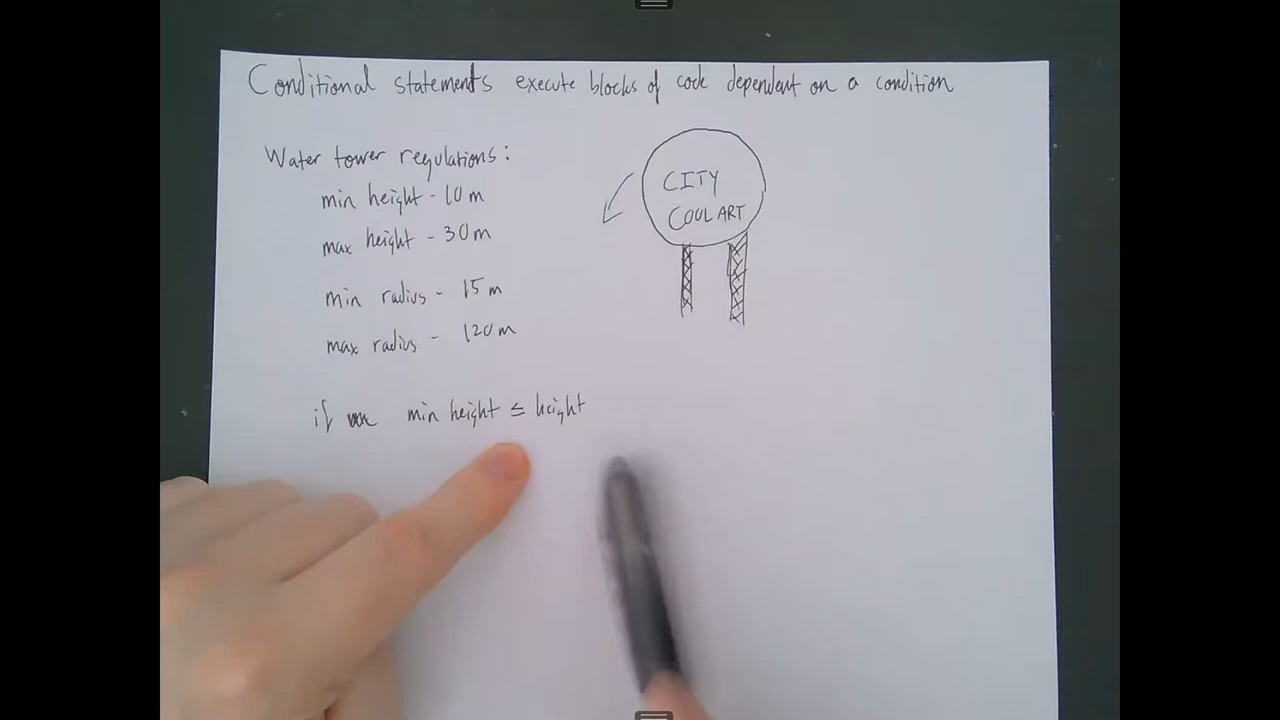 Conditional statements execute blocks of code dependent on a condition
Water tower regulations:
min height - 10 m
max height - 30 m
min radius - 15 m
max radius - 120 m
CITY
COOL ART
if min height ≤ height